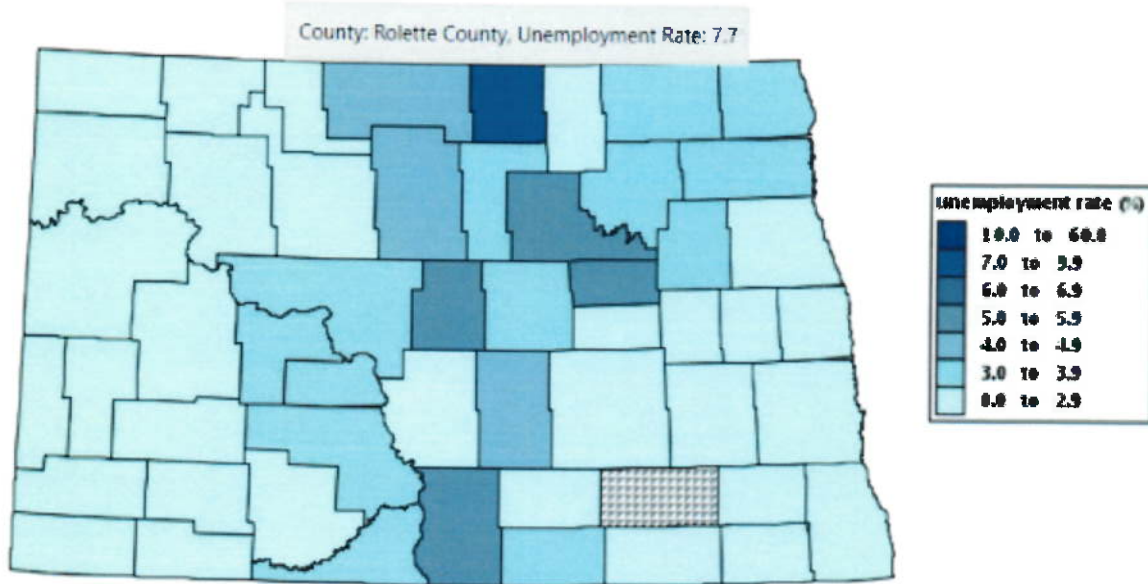 County: Rolette County, Unemployment Rate: 7.7
unemployment rate (%)
10.0 to 60.0
7.0 to 9.9
6.0 to 6.9
5.0 to 5.9
4.0 to 4.9
3.0 to 3.9
0.0 to 2.9